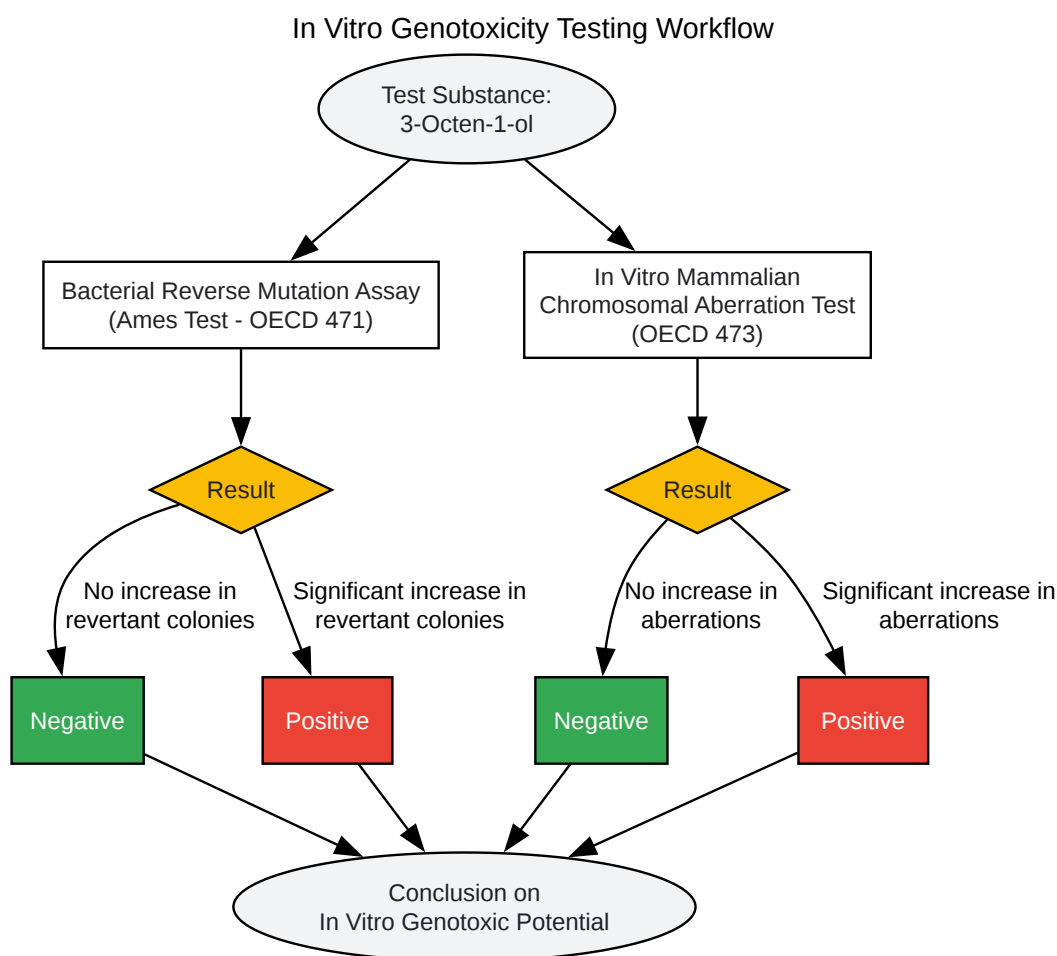 In Vitro Genotoxicity Testing Workflow
Test Substance:
3-Octen-1-ol
Bacterial Reverse Mutation Assay
(Ames Test - OECD 471)
In Vitro Mammalian
Chromosomal Aberration Test
(OECD 473)
Result
Result
No increase in
revertant colonies
Significant increase in
revertant colonies
No increase in
aberrations
Significant increase in
aberrations
Negative
Positive
Negative
Positive
Conclusion on
In Vitro Genotoxic Potential